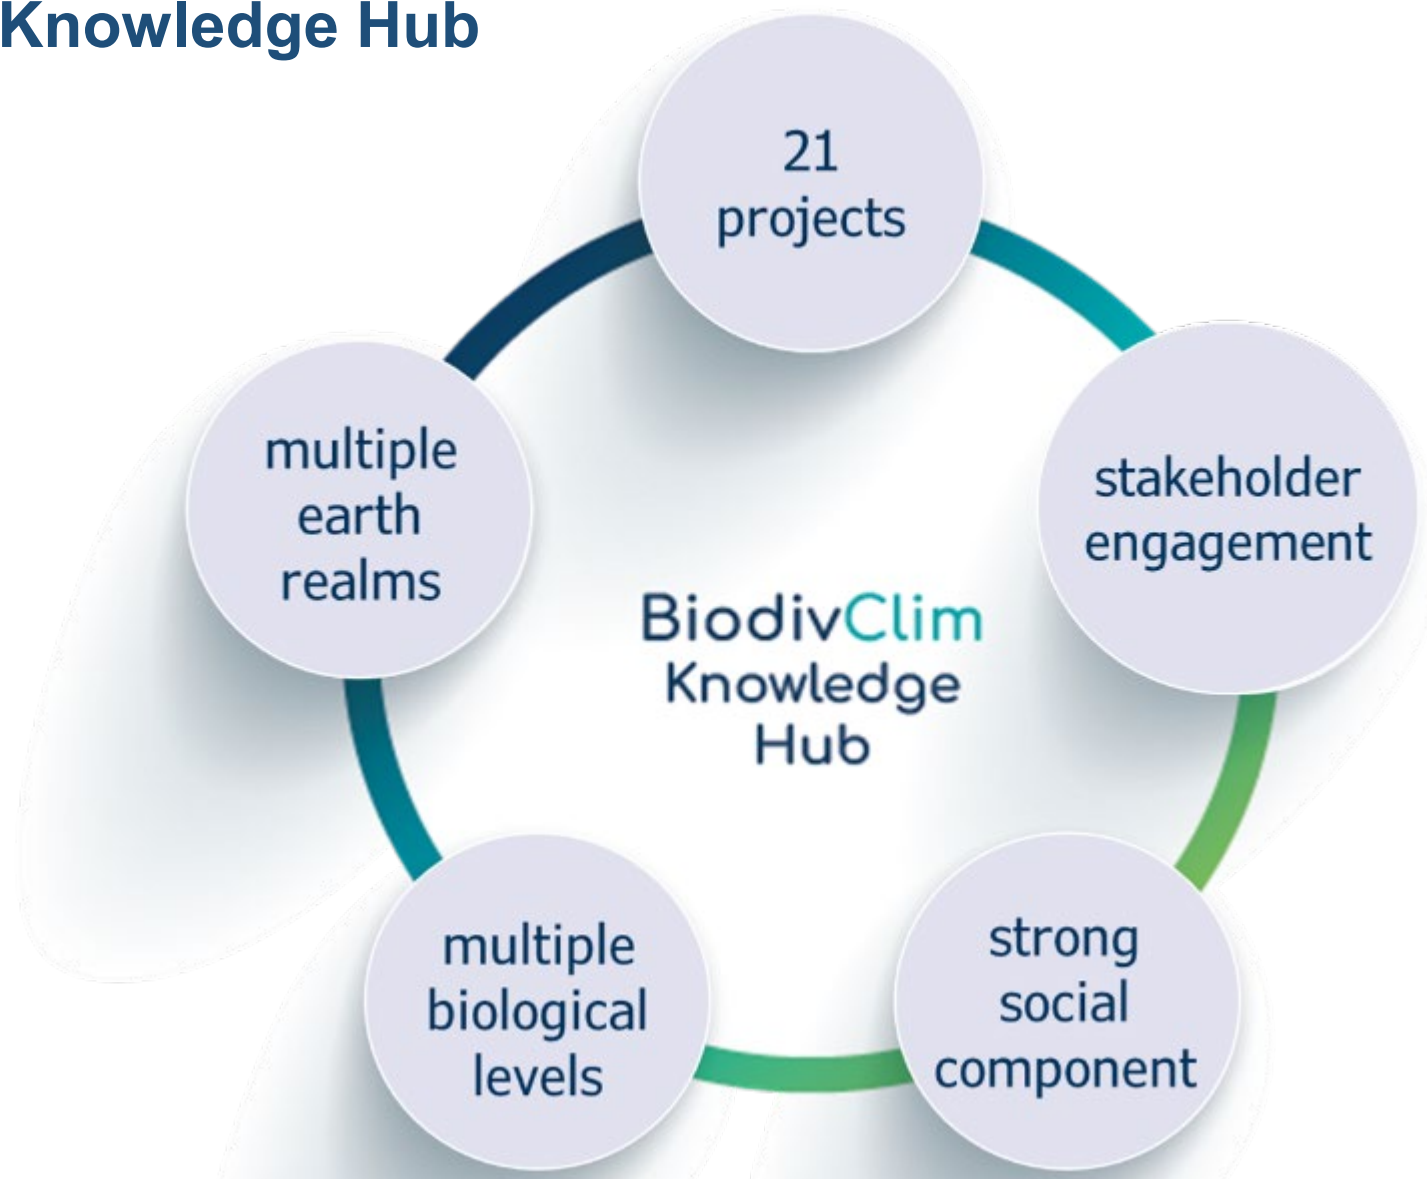 Knowledge Hub
21
projects
stakeholder
engagement
strong
social
component
multiple
biological
levels
multiple
earth
realms
BiodivClim
Knowledge
Hub